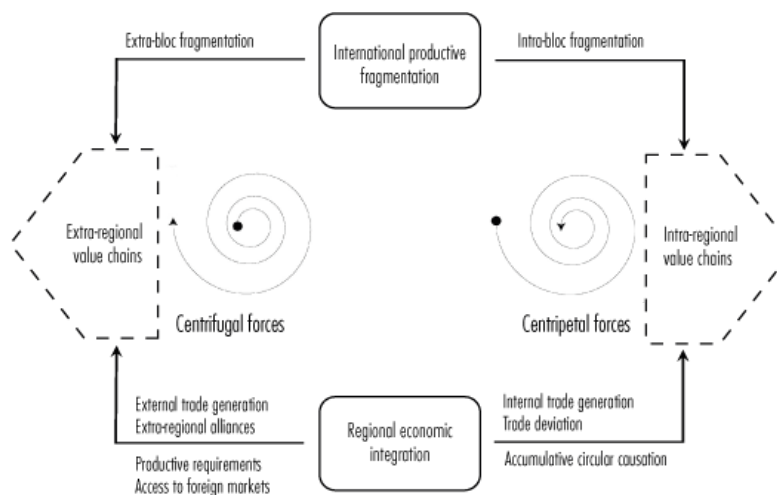 Extra-bloc fragmentation
International productive
fragmentation
Intra-bloc fragmentation
Extra-regional
value chains
Intra-regional
value chains
Centrifugal forces
Centripetal forces
External trade generation
Extra-regional alliances
Productive requirements
Access to foreign markets
Regional economic
integration
Internal trade generation
Trade deviation
Accumulative circular causation